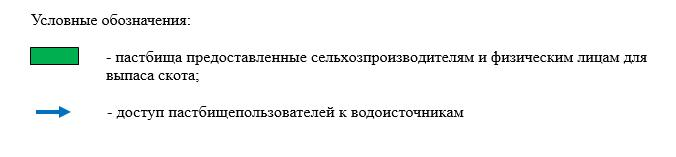 Условные обозначения:
- пастбища предоставленные сельхозпроизводителям и физическим лицам для
выпаса скота;
- доступ пастбищепользователей к водоисточникам